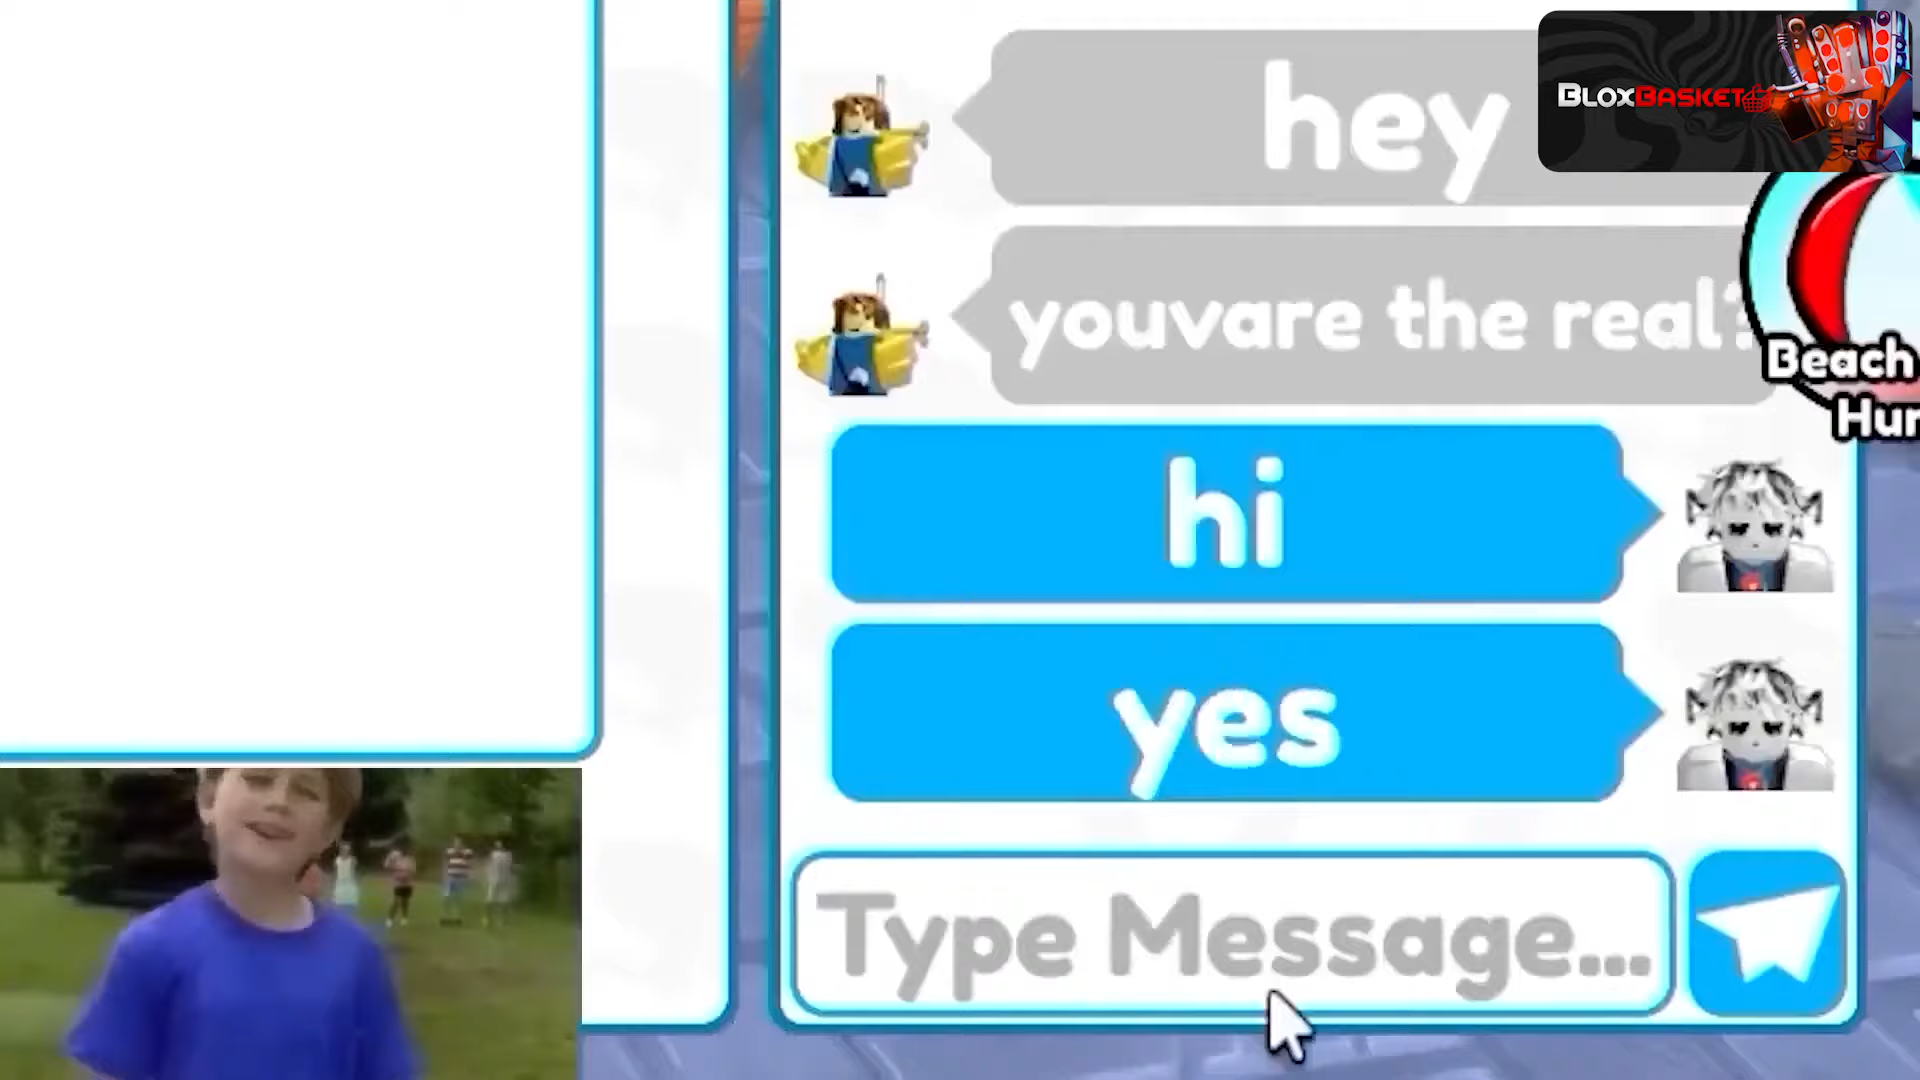 hey
BLOXBASKET
youvare the real?
Beach
hi
yes
Type Message...